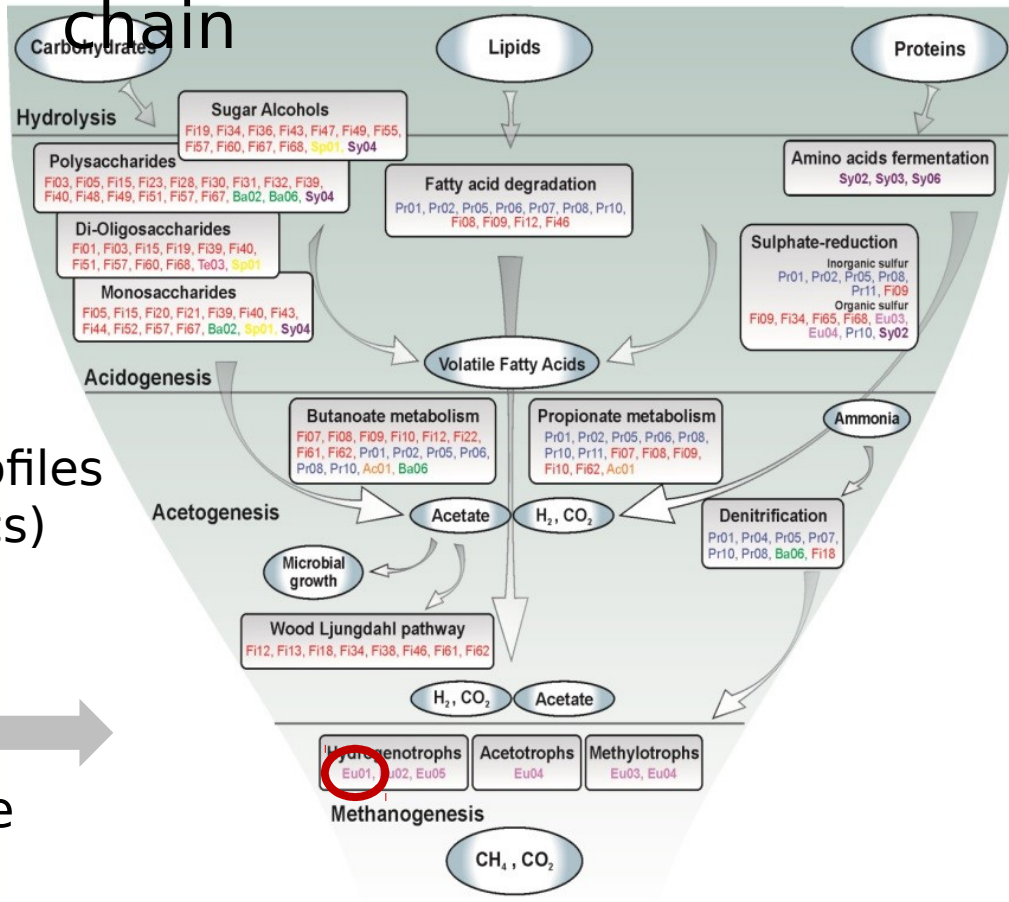 chain
Carbohydrates
Lipids
Proteins
Hydrolysis
Sugar Alcohols
Fi19, Fi34, Fi36, Fi43, Fi47, Fi49, Fi55,
Fi57, Fi60, Fi67, Fi68, Sp01, Sy04
Polysaccharides
Fi03, Fi05, Fi15, Fi23, Fi28, Fi30, Fi31, Fi32, Fi39,
Fi40, Fi48, Fi49, Fi51, Fi57, Fi67, Ba02, Ba06, Sy04
Di-Oligosaccharides
Fi01, Fi03, Fi15, Fi19, Fi39, Fi40,
Fi51, Fi57, Fi60, Fi68, Te03, Sp01
Monosaccharides
Fi05, Fi15, Fi20, Fi21, Fi39, Fi40, Fi43,
Fi44, Fi52, Fi57, Fi67, Ba02, Sp01, Sy04
Fatty acid degradation
Pr01, Pr02, Pr05, Pr06, Pr07, Pr08, Pr10,
Fi08, Fi09, Fi12, Fi46
Amino acids fermentation
Sy02, Sy03, Sy06
Sulphate-reduction
Inorganic sulfur
Pr01, Pr02, Pr05, Pr08,
Pr11, Fi09
Organic sulfur
Fi09, Fi34, Fi65, Fi68, Eu03,
Eu04, Pr10, Sy02
Volatile Fatty Acids
Acidogenesis
Butanoate metabolism
Fi07, Fi08, Fi09, Fi10, Fi12, Fi22,
Fi61, Fi62, Pr01, Pr02, Pr05, Pr06,
Pr08, Pr10, Ac01, Ba06
Propionate metabolism
Pr01, Pr02, Pr05, Pr06, Pr08,
Pr10, Pr11, Fi07, Fi08, Fi09,
Fi10, Fi62, Ac01
Ammonia
ofiles
s)
Acetogenesis
Acetate
H₂, CO₂
Denitrification
Pr01, Pr04, Pr05, Pr07,
Pr10, Pr08, Ba06, Fi18
Microbial
growth
Wood Ljungdahl pathway
Fi12, Fi13, Fi18, Fi34, Fi38, Fi46, Fi61, Fi62
H₂, CO₂
Acetate
Hydrogenotrophs
Eu01, Eu02, Eu05
Acetotrophs
Eu04
Methylotrophs
Eu03, Eu04
e
Methanogenesis
CH₄ , CO₂